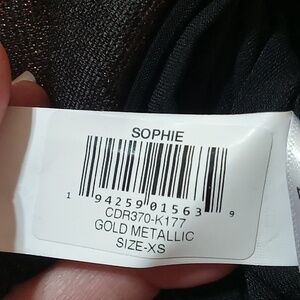 SOPHIE
1 94259 01563 9
CDR370-K177
GOLD METALLIC
SIZE-XS